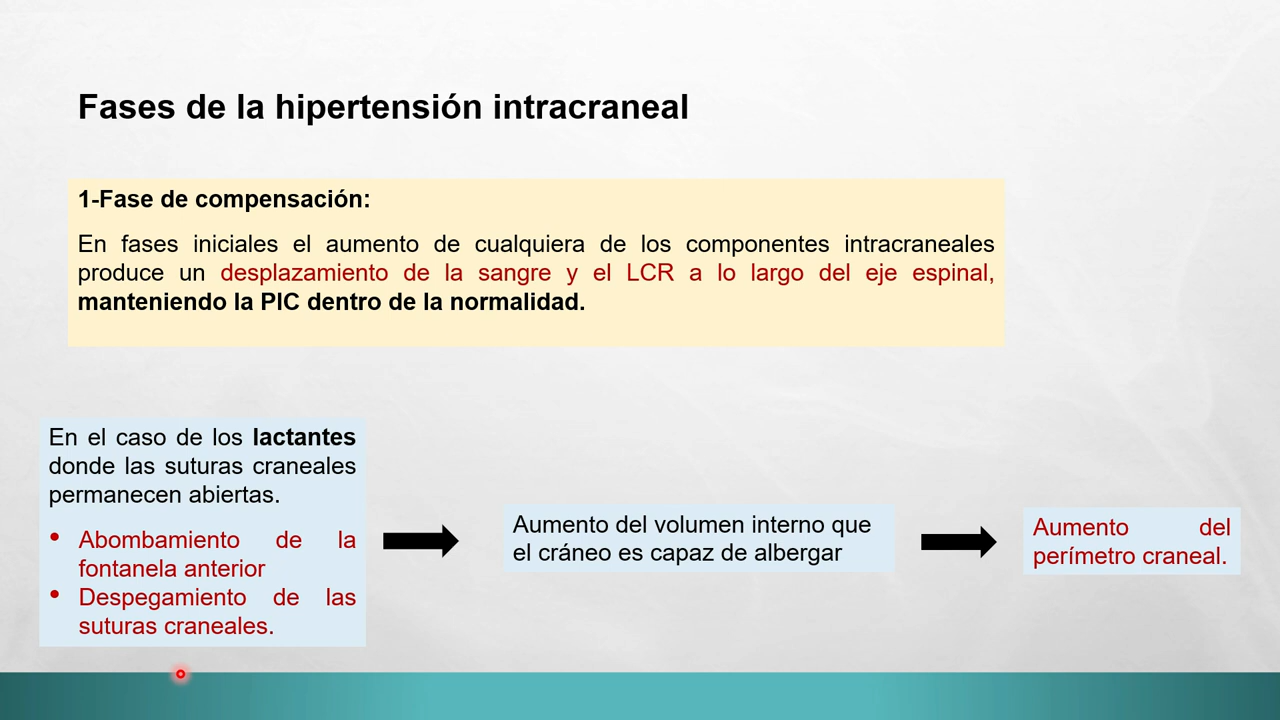 Fases de la hipertensión intracraneal
1-Fase de compensación:
En fases iniciales el aumento de cualquiera de los componentes intracraneales
produce un desplazamiento de la sangre y el LCR a lo largo del eje espinal,
manteniendo la PIC dentro de la normalidad.
En el caso de los lactantes
donde las suturas craneales
permanecen abiertas.
• Abombamiento de la
fontanela anterior
• Despegamiento de las
suturas craneales.
Aumento del volumen interno que
el cráneo es capaz de albergar
Aumento del
perímetro craneal.